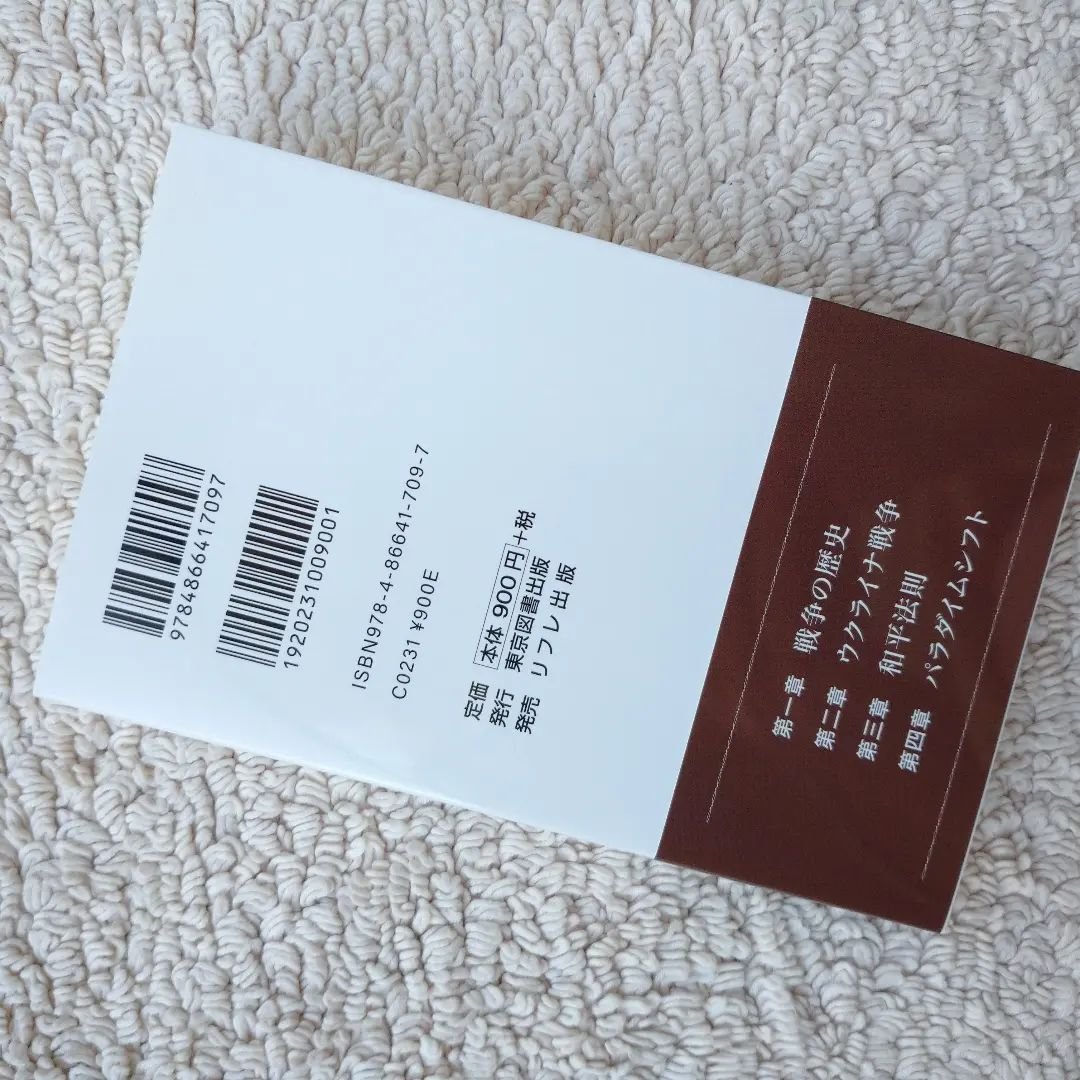 9784866417097
1920231009001
ISBN978-4-86641-709-7
C0231 ¥900E
定価 本体 900 円+税
発行 東京図書出版
発売 リフレ出版
第一章 戦争の歴史
第二章 ウクライナ戦争
第三章 和平法則
第四章 パラダイムシフト